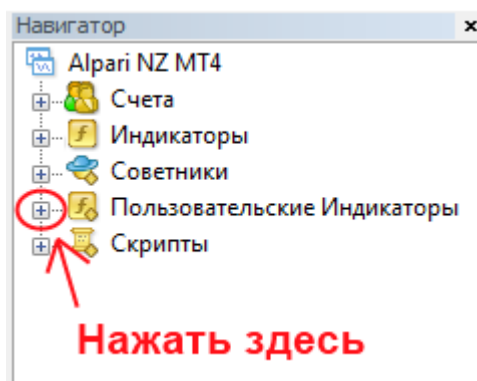 Навигатор
Alpari NZ MT4
Счета
Индикаторы
Советники
Пользовательские Индикаторы
Скрипты
Нажать здесь